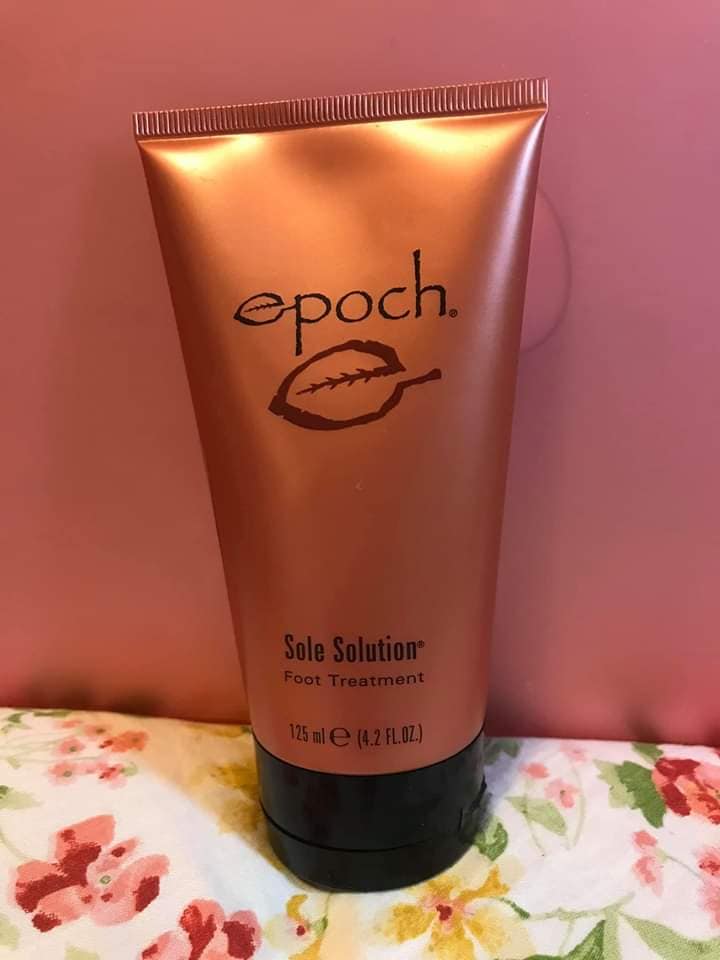 epoch®
Sole Solution®
Foot Treatment
125 ml ℮ (4.2 FL.OZ.)